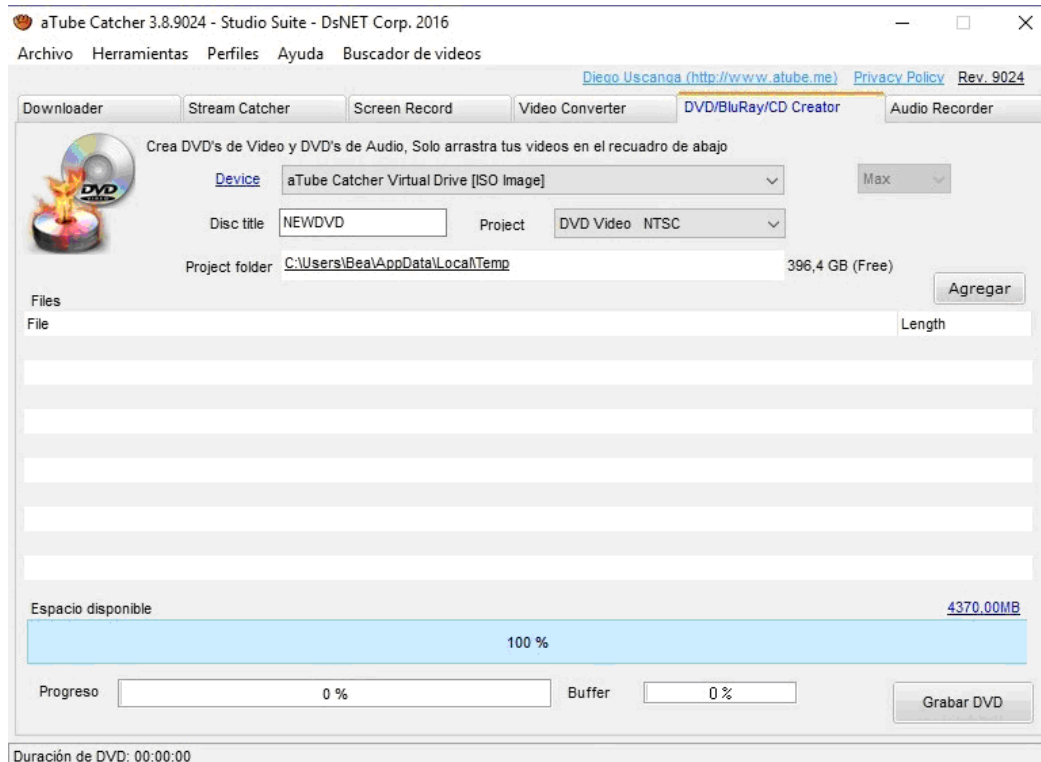 aTube Catcher 3.8.9024 - Studio Suite - DsNET Corp. 2016
Archivo Herramientas Perfiles Ayuda Buscador de videos
Diego Uscanga (http://www.atube.me) Privacy Policy Rev. 9024
Downloader Stream Catcher Screen Record Video Converter DVD/BluRay/CD Creator Audio Recorder
Crea DVD's de Video y DVD's de Audio, Solo arrastra tus videos en el recuadro de abajo
DVD
VIDEO
Device aTube Catcher Virtual Drive [ISO Image] Max
Disc title NEWDVD Project DVD Video NTSC
Project folder C:\Users\Bea\AppData\Local\Temp 396,4 GB (Free)
Agregar
Files
File Length
Espacio disponible 4370,00MB
100 %
Progreso 0 % Buffer 0 % Grabar DVD
Duración de DVD: 00:00:00